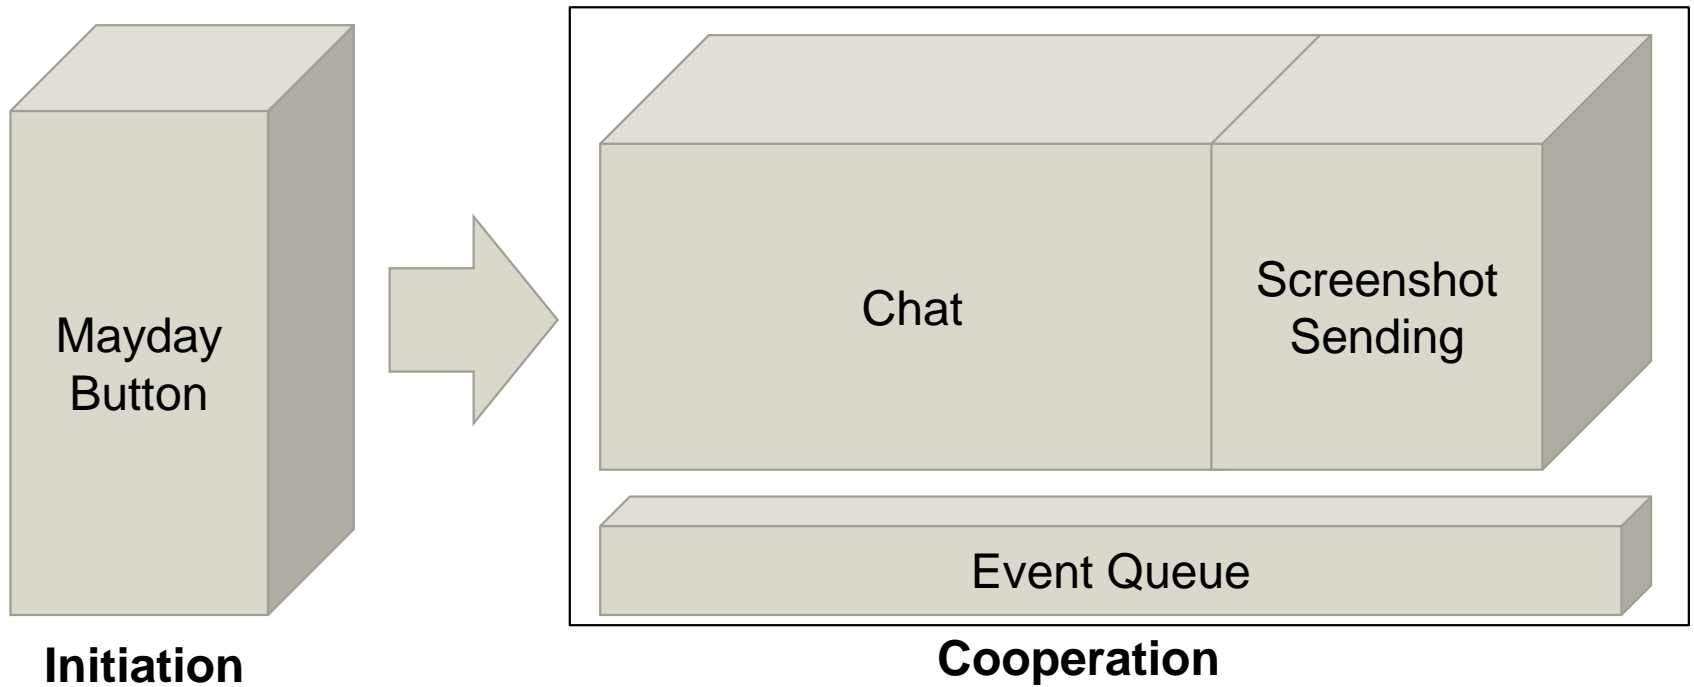 Mayday
Button
Initiation
Chat
Screenshot
Sending
Event Queue
Cooperation